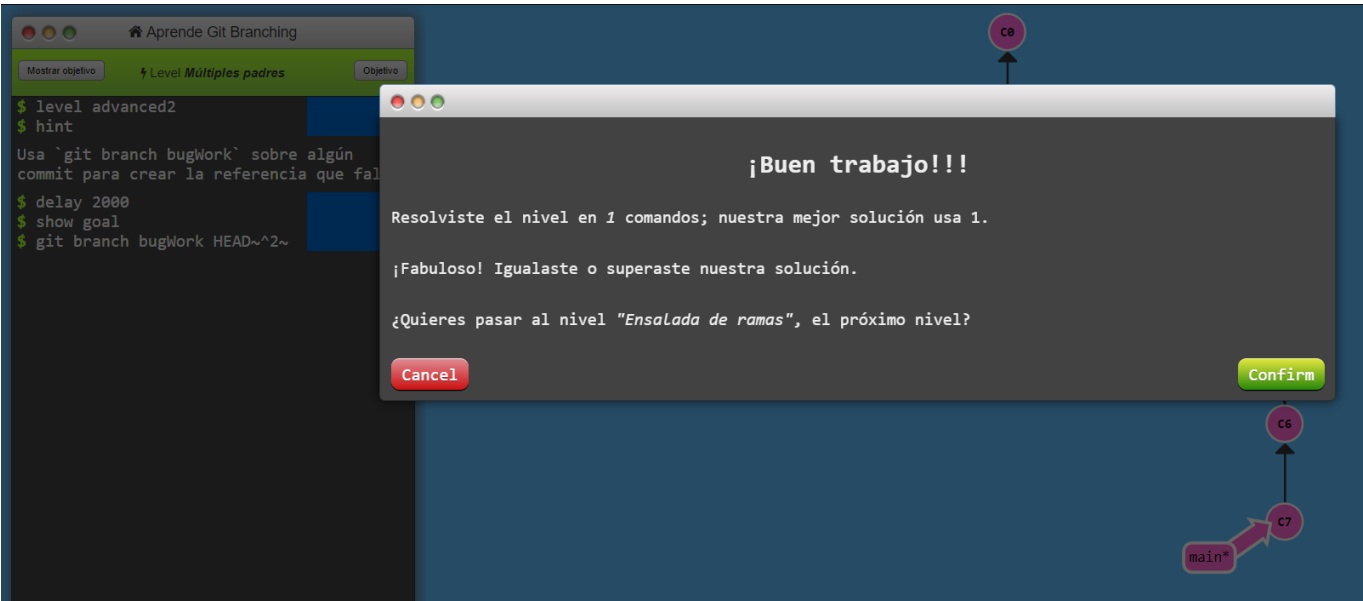 Aprende Git Branching
Mostrar objetivo
Level Múltiples padres
Objetivo
$ level advanced2
$ hint
Usa `git branch bugWork` sobre algún
commit para crear la referencia que fal
$ delay 2000
$ show goal
$ git branch bugWork HEAD~^2~
C0
¡Buen trabajo!!!
Resolviste el nivel en 1 comandos; nuestra mejor solución usa 1.
¡Fabuloso! Igualaste o superaste nuestra solución.
¿Quieres pasar al nivel "Ensalada de ramas", el próximo nivel?
Cancel
Confirm
C6
C7
main*